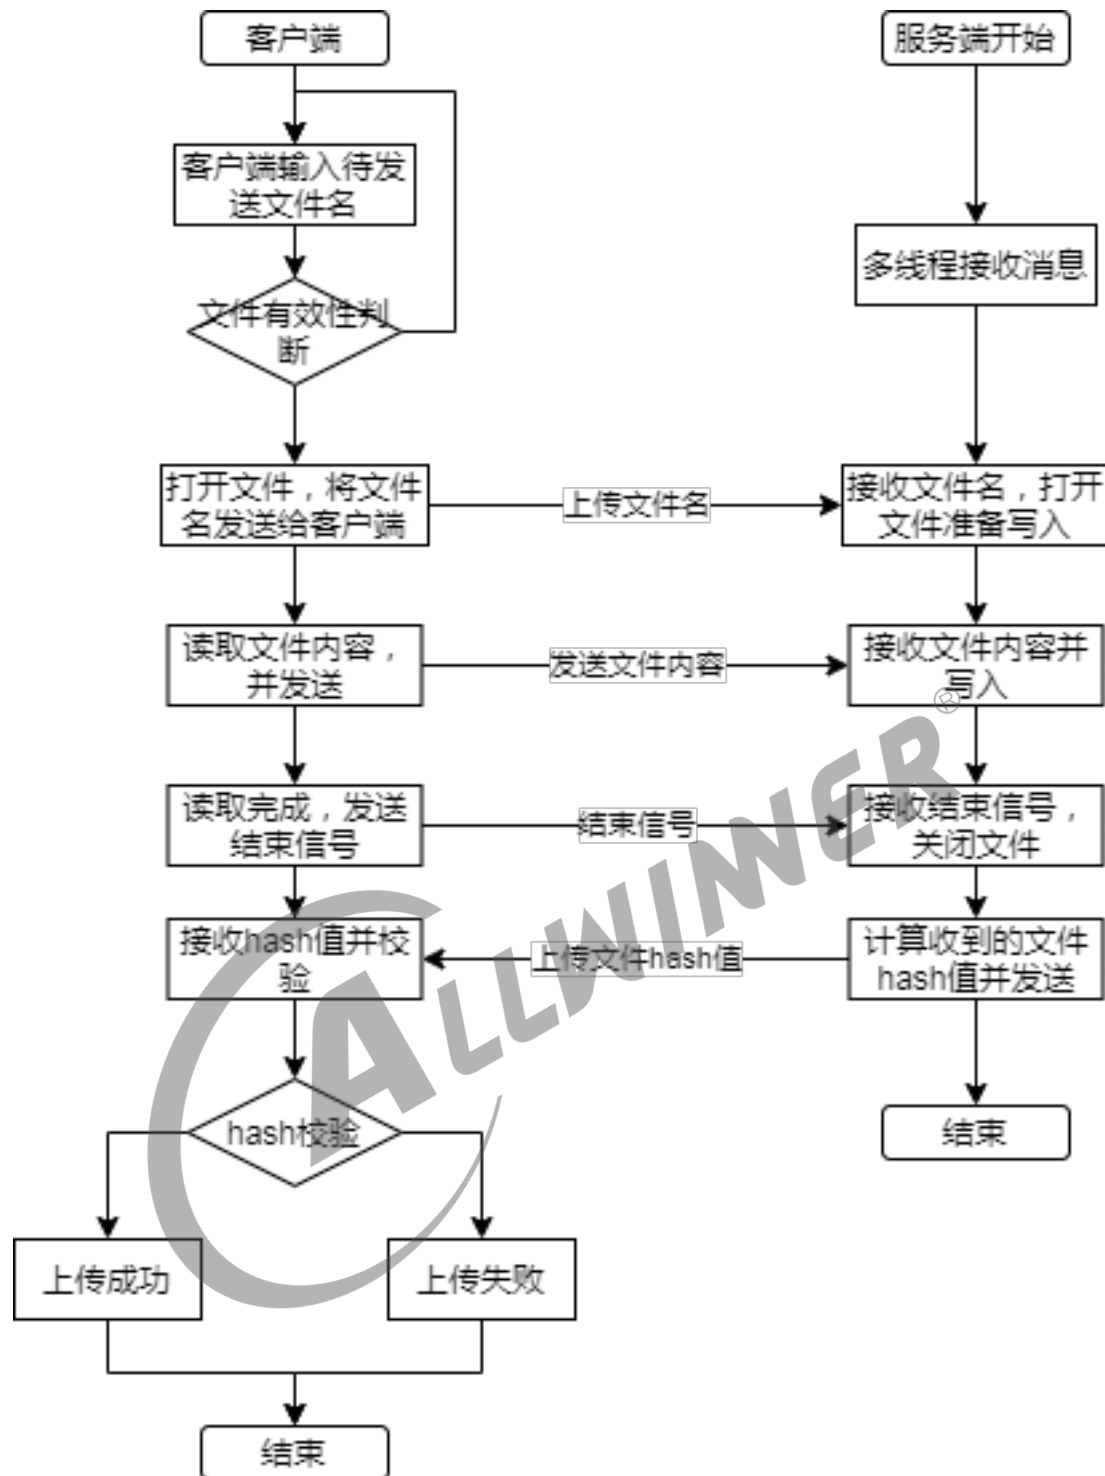 客户端
服务端开始
客户端输入待发
送文件名
多线程接收消息
文件有效性判
断
打开文件，将文件
名发送给客户端
上传文件名
接收文件名，打开
文件准备写入
读取文件内容，
并发送
发送文件内容
接收文件内容并
写入
读取完成，发送
结束信号
结束信号
接收结束信号，
关闭文件
接收hash值并校
验
上传文件hash值
计算收到的文件
hash值并发送
hash校验
结束
上传成功
上传失败
结束
ALLWINNER®